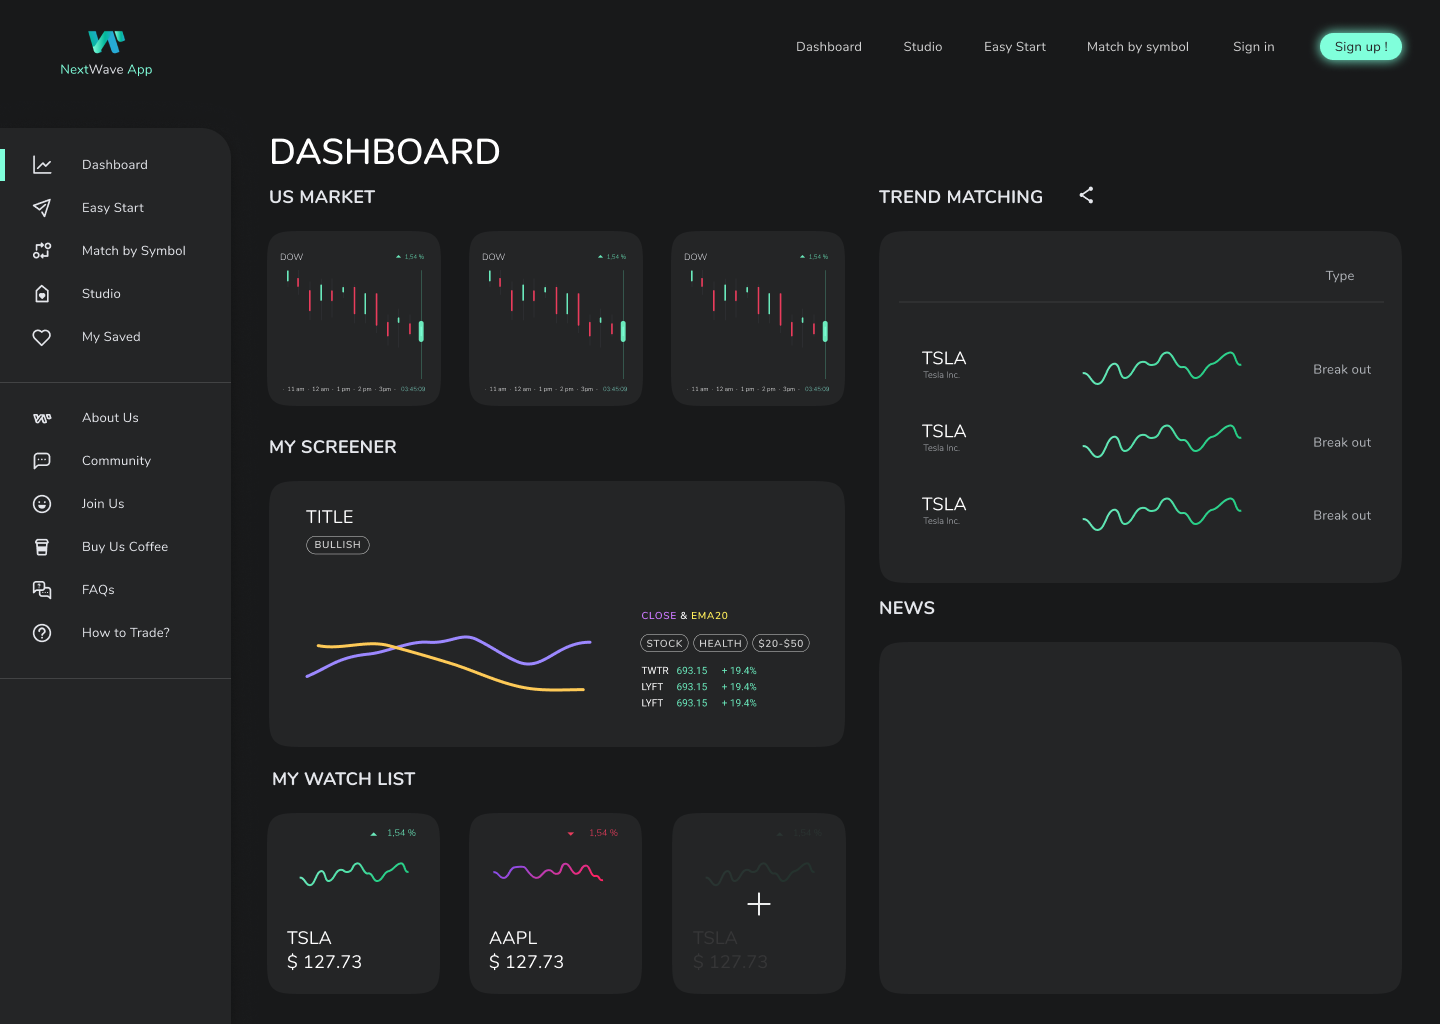 NextWave App
Dashboard
Studio
Easy Start
Match by symbol
Sign in
Sign up !
Dashboard
Easy Start
Match by Symbol
Studio
My Saved
About Us
Community
Join Us
Buy Us Coffee
FAQs
How to Trade?
DASHBOARD
US MARKET
DOW
1,54 %
11 am - 12 am - 1 pm - 2 pm - 3pm - 03:45:09
DOW
1,54 %
11 am - 12 am - 1 pm - 2 pm - 3pm - 03:45:09
DOW
1,54 %
11 am - 12 am - 1 pm - 2 pm - 3pm - 03:45:09
MY SCREENER
TITLE
BULLISH
CLOSE & EMA20
STOCK HEALTH $20-$50
TWTR 693.15 + 19.4%
LYFT 693.15 + 19.4%
LYFT 693.15 + 19.4%
MY WATCH LIST
1,54 %
TSLA
$ 127.73
1,54 %
AAPL
$ 127.73
1,54 %
TSLA
$ 127.73
TREND MATCHING
Type
TSLA
Tesla Inc.
Break out
TSLA
Tesla Inc.
Break out
TSLA
Tesla Inc.
Break out
NEWS